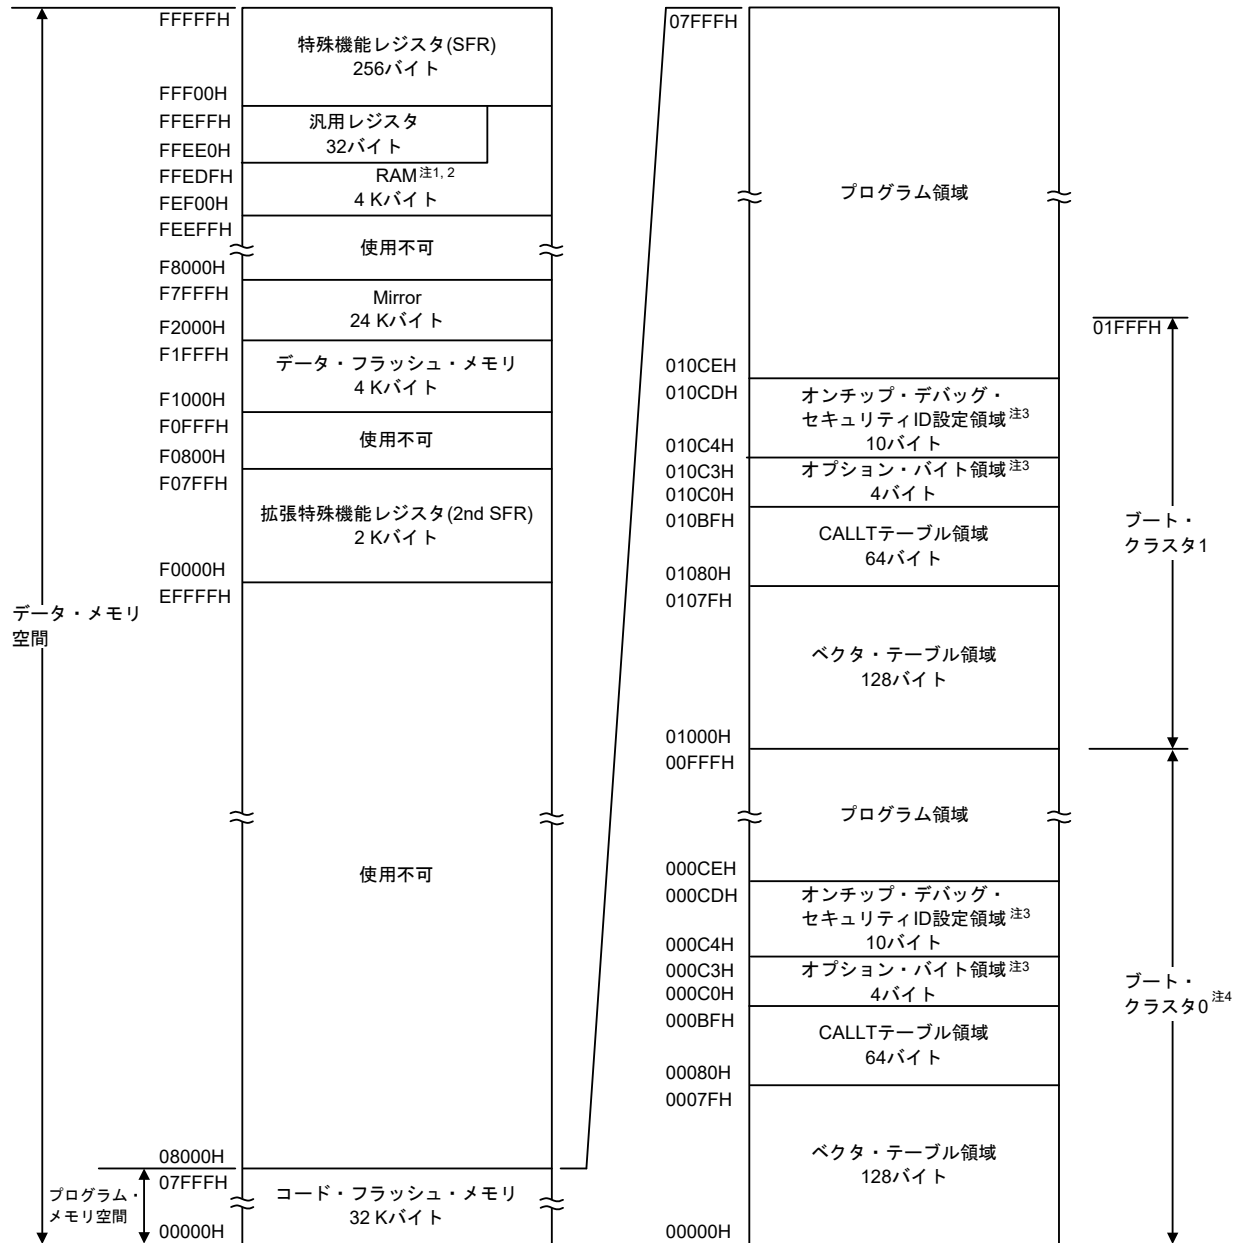 FFFFFH
特殊機能レジスタ(SFR)
256バイト
FFF00H
FFEFFH
汎用レジスタ
32バイト
FFEE0H
FFEDFH
RAM注1, 2
4 Kバイト
FEF00H
FEEFFH
使用不可
F8000H
F7FFFH
Mirror
24 Kバイト
F2000H
F1FFFH
データ・フラッシュ・メモリ
4 Kバイト
F1000H
F0FFFH
使用不可
F0800H
F07FFH
拡張特殊機能レジスタ(2nd SFR)
2 Kバイト
F0000H
EFFFFH
データ・メモリ
空間
使用不可
08000H
07FFFH
プログラム・
メモリ空間
コード・フラッシュ・メモリ
32 Kバイト
00000H
07FFFH
プログラム領域
01FFFH
010CEH
010CDH
オンチップ・デバッグ・
セキュリティID設定領域注3
10バイト
010C4H
010C3H
オプション・バイト領域注3
4バイト
010C0H
010BFH
CALLTテーブル領域
64バイト
ブート・
クラスタ1
01080H
0107FH
ベクタ・テーブル領域
128バイト
01000H
00FFFH
プログラム領域
000CEH
000CDH
オンチップ・デバッグ・
セキュリティID設定領域注3
10バイト
000C4H
000C3H
オプション・バイト領域注3
4バイト
000C0H
ブート・
クラスタ0注4
000BFH
CALLTテーブル領域
64バイト
00080H
0007FH
ベクタ・テーブル領域
128バイト
00000H